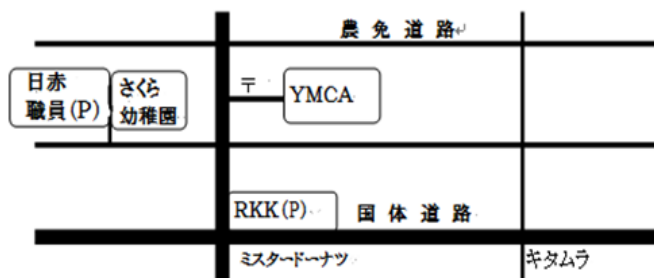 農免道路
日赤
職員(P)
さくら
幼稚園
〒
YMCA
RKK(P)
国体道路
ミスタードーナツ
キタムラ